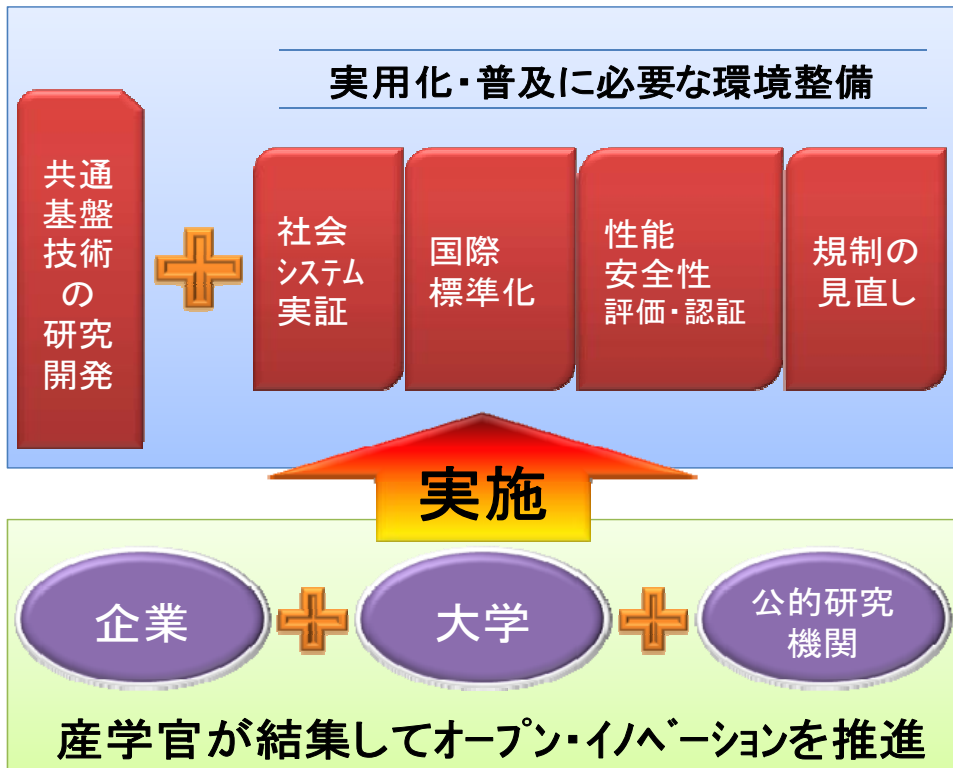 実用化・普及に必要な環境整備
共通
基盤
技術
の
研究
開発
社会
システム
実証
国際
標準化
性能
安全性
評価・認証
規制の
見直し
実施
企業
大学
公的研究
機関
産学官が結集してオープン・イノベーションを推進